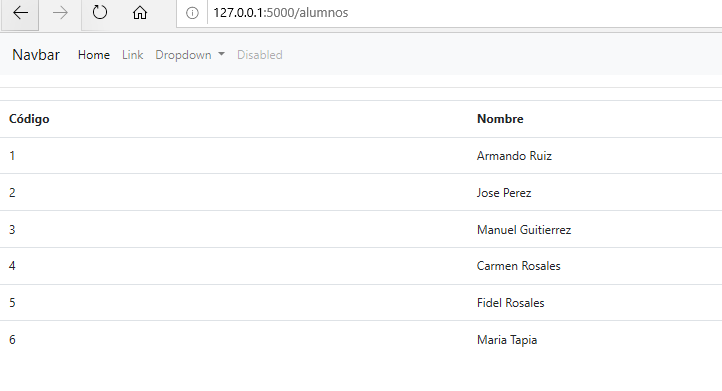 127.0.0.1:5000/alumnos
Navbar Home Link Dropdown Disabled
Código Nombre
1 Armando Ruiz
2 Jose Perez
3 Manuel Guitierrez
4 Carmen Rosales
5 Fidel Rosales
6 Maria Tapia